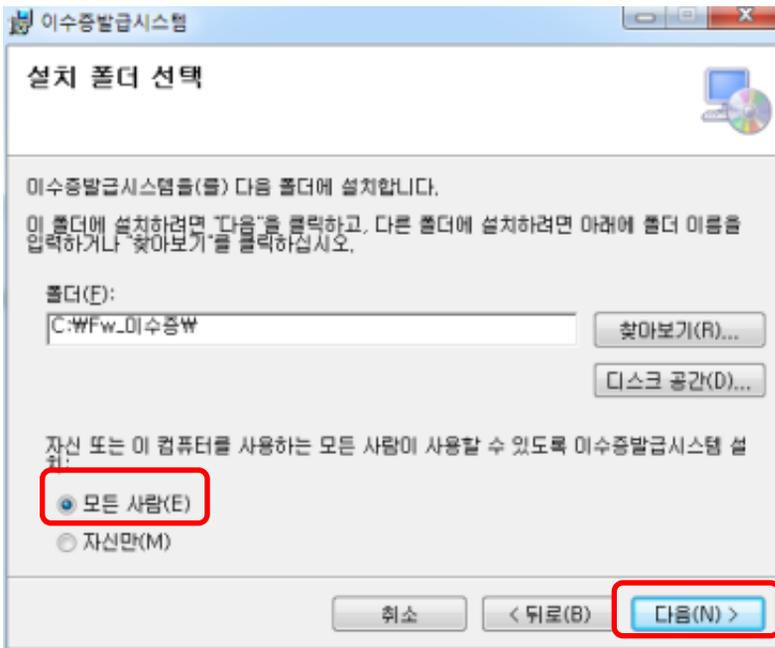 이수증발급시스템
설치 폴더 선택
이수증발급시스템을(를) 다음 폴더에 설치합니다.
이 폴더에 설치하려면 "다음"을 클릭하고, 다른 폴더에 설치하려면 아래에 폴더 이름을
입력하거나 "찾아보기"를 클릭하십시오.
폴더(F):
C:₩Fw_이수증₩
찾아보기(R)...
디스크 공간(D)...
자신 또는 이 컴퓨터를 사용하는 모든 사람이 사용할 수 있도록 이수증발급시스템 설
치:
모든 사람(E)
자신만(M)
취소
< 뒤로(B)
다음(N) >